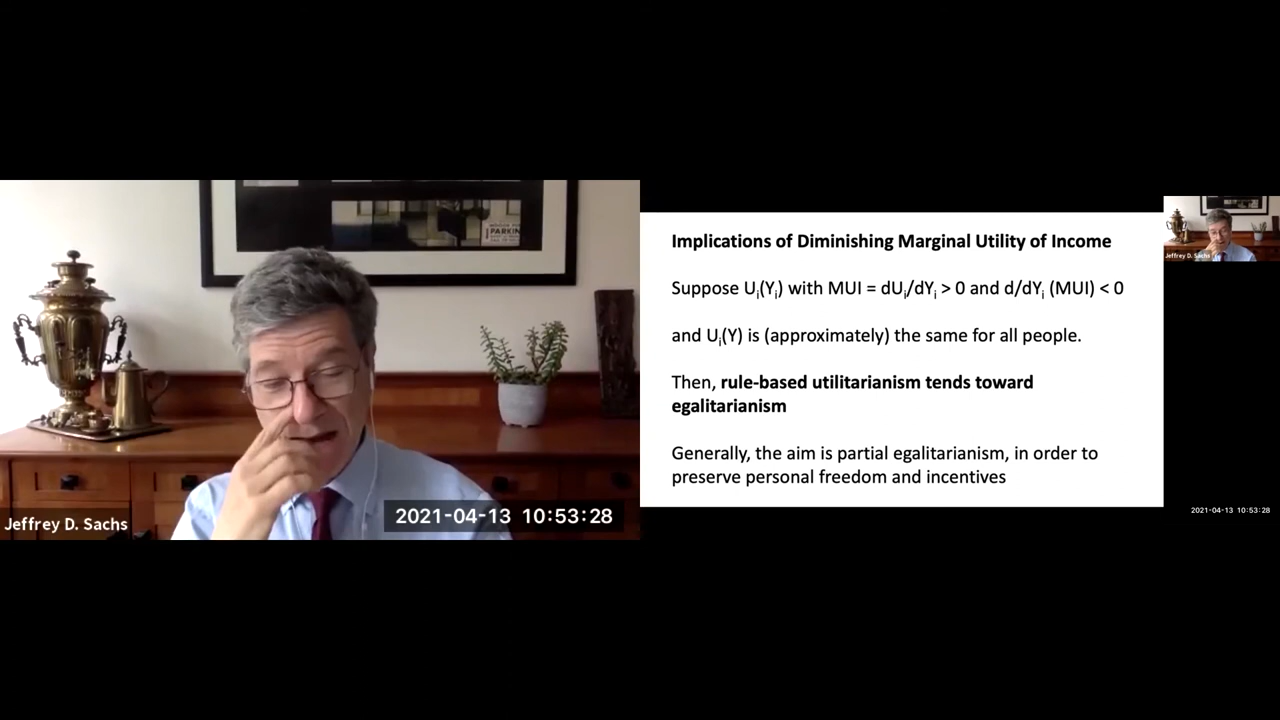 PARKIN
Jeffrey D. Sachs
2021-04-13 10:53:28
Implications of Diminishing Marginal Utility of Income
Suppose Uᵢ(Yᵢ) with MUI = dUᵢ/dYᵢ > 0 and d/dYᵢ (MUI) < 0
and Uᵢ(Y) is (approximately) the same for all people.
Then, rule-based utilitarianism tends toward
egalitarianism
Generally, the aim is partial egalitarianism, in order to
preserve personal freedom and incentives
Jeffrey D. Sachs
2021-04-13 10:53:28